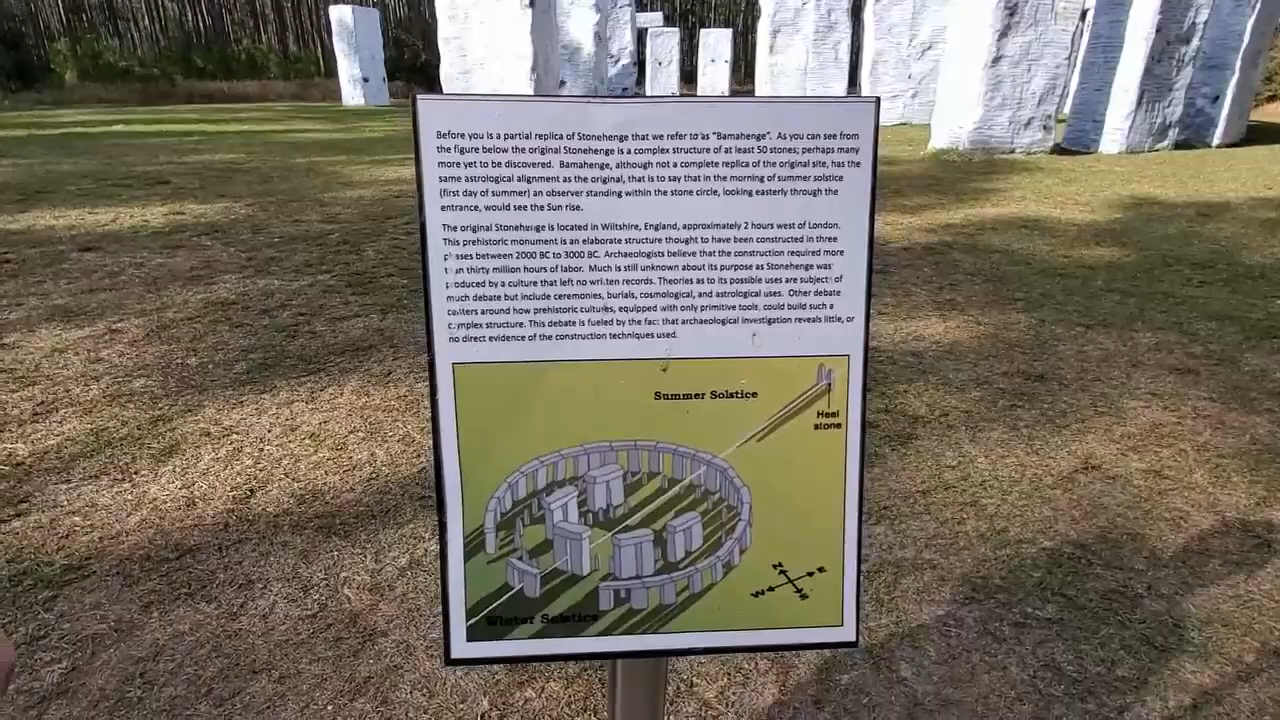 Before you is a partial replica of Stonehenge that we refer to as "Bamahenge". As you can see from
the figure below the original Stonehenge is a complex structure of at least 50 stones; perhaps many
more yet to be discovered. Bamahenge, although not a complete replica of the original site, has the
same astrological alignment as the original, that is to say that in the morning of summer solstice
(first day of summer) an observer standing within the stone circle, looking easterly through the
entrance, would see the Sun rise.
The original Stonehenge is located in Wiltshire, England, approximately 2 hours west of London.
This prehistoric monument is an elaborate structure thought to have been constructed in three
phases between 2000 BC to 3000 BC. Archaeologists believe that the construction required more
than thirty million hours of labor. Much is still unknown about its purpose as Stonehenge was
produced by a culture that left no written records. Theories as to its possible uses are subject of
much debate but include ceremonies, burials, cosmological, and astrological uses. Other debate
centers around how prehistoric cultures, equipped with only primitive tools, could build such a
complex structure. This debate is fueled by the fact that archaeological investigation reveals little, or
no direct evidence of the construction techniques used.
Summer Solstice
Heel
stone
N
E
W
S
Winter Solstice